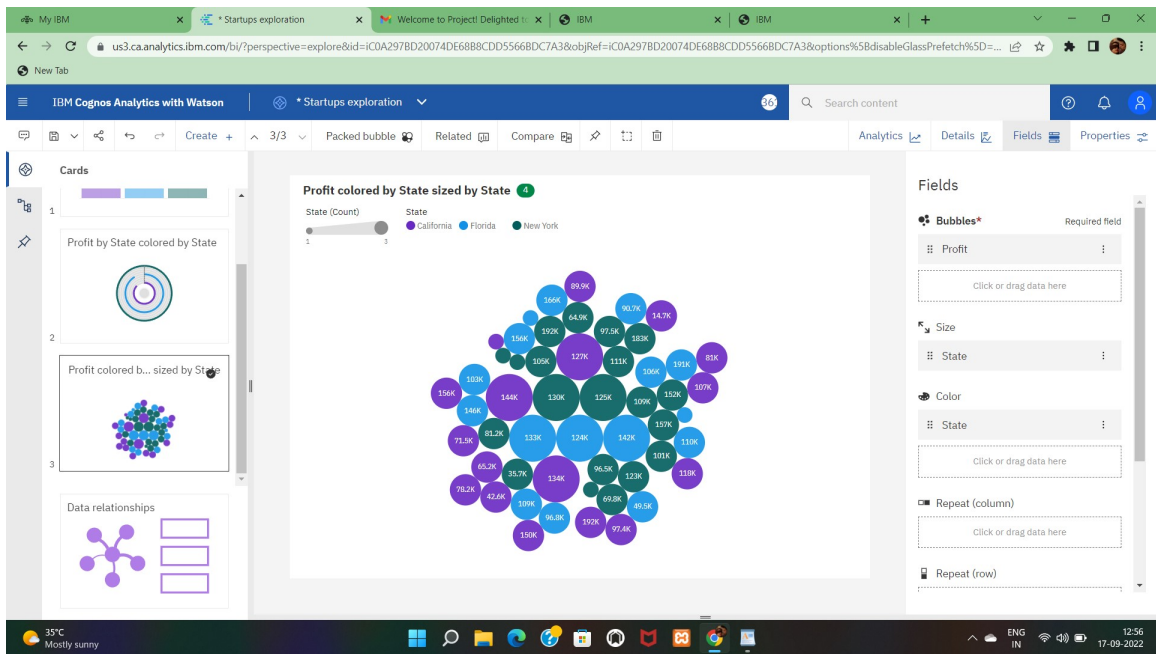 My IBM
* Startups exploration
Welcome to Project! Delighted to
IBM
IBM
us3.ca.analytics.ibm.com/bi/?perspective=explore&id=iC0A297BD20074DE68B8CDD5566BDC7A3&objRef=iC0A297BD20074DE68B8CDD5566BDC7A3&options%5BdisableGlassPrefetch%5D=...
New Tab
IBM Cognos Analytics with Watson
* Startups exploration
Search content
Create
3/3
Packed bubble
Related
Compare
Analytics
Details
Fields
Properties
Cards
1
Profit by State colored by State
2
Profit colored b... sized by State
3
Data relationships
Profit colored by State sized by State 4
State (Count)
State
1
3
California
Florida
New York
89.9K
166K
90.7K
64.9K
14.7K
192K
97.5K
156K
183K
127K
81K
105K
111K
191K
106K
103K
107K
156K
152K
144K
130K
125K
109K
146K
157K
81.2K
71.5K
133K
124K
142K
110K
101K
65.2K
96.5K
118K
35.7K
134K
123K
78.2K
42.6K
69.8K
109K
49.5K
96.8K
192K
97.4K
150K
Fields
Bubbles*
Required field
Profit
Click or drag data here
Size
State
Color
State
Click or drag data here
Repeat (column)
Click or drag data here
Repeat (row)
35°C
Mostly sunny
ENG
IN
12:56
17-09-2022